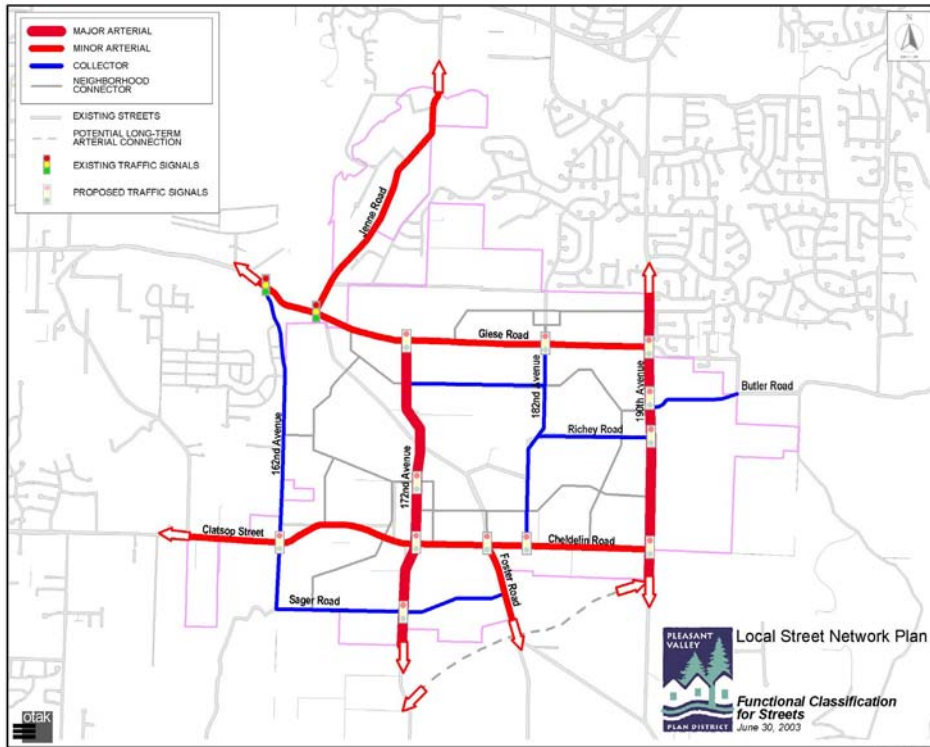 MAJOR ARTERIAL
MINOR ARTERIAL
COLLECTOR
NEIGHBORHOOD
CONNECTOR
EXISTING STREETS
POTENTIAL LONG-TERM
ARTERIAL CONNECTION
EXISTING TRAFFIC SIGNALS
PROPOSED TRAFFIC SIGNALS
N
Jenne Road
Giese Road
182nd Avenue
190th Avenue
Butler Road
Richey Road
162nd Avenue
172nd Avenue
Clatsop Street
Cheldelin Road
Foster Road
Sager Road
PLEASANT
VALLEY
PLAN DISTRICT
Local Street Network Plan
Functional Classification
for Streets
June 30, 2003
otak